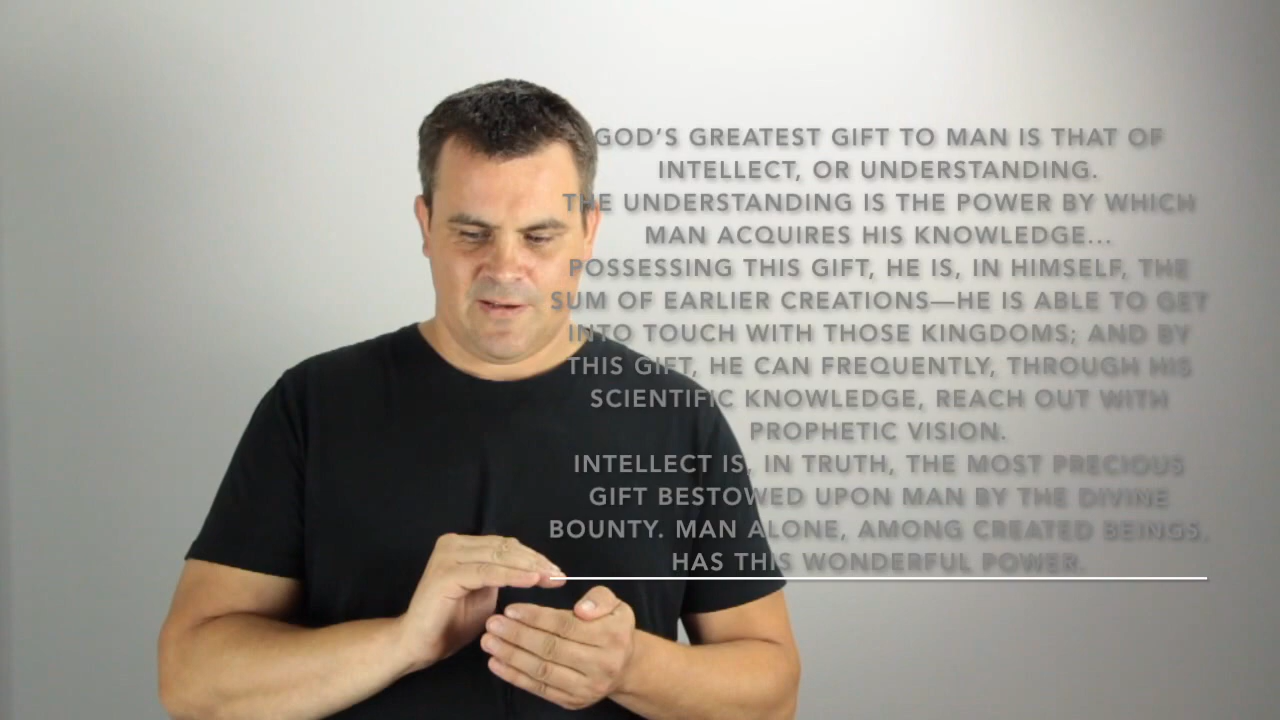 GOD'S GREATEST GIFT TO MAN IS THAT OF
INTELLECT, OR UNDERSTANDING.
THE UNDERSTANDING IS THE POWER BY WHICH
MAN ACQUIRES HIS KNOWLEDGE...
POSSESSING THIS GIFT, HE IS, IN HIMSELF, THE
SUM OF EARLIER CREATIONS—HE IS ABLE TO GET
INTO TOUCH WITH THOSE KINGDOMS; AND BY
THIS GIFT, HE CAN FREQUENTLY, THROUGH HIS
SCIENTIFIC KNOWLEDGE, REACH OUT WITH
PROPHETIC VISION.
INTELLECT IS, IN TRUTH, THE MOST PRECIOUS
GIFT BESTOWED UPON MAN BY THE DIVINE
BOUNTY. MAN ALONE, AMONG CREATED BEINGS,
HAS THIS WONDERFUL POWER.